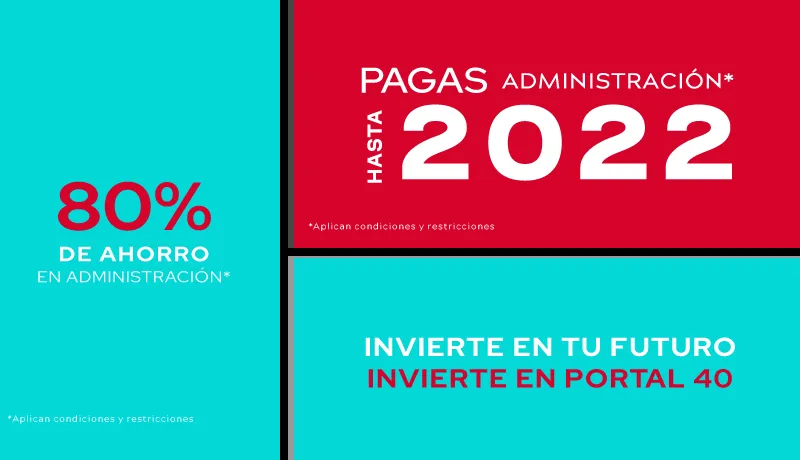 80%
DE AHORRO
EN ADMINISTRACIÓN*
*Aplican condiciones y restricciones
PAGAS ADMINISTRACIÓN*
HASTA 2022
*Aplican condiciones y restricciones
INVIERTE EN TU FUTURO
INVIERTE EN PORTAL 40